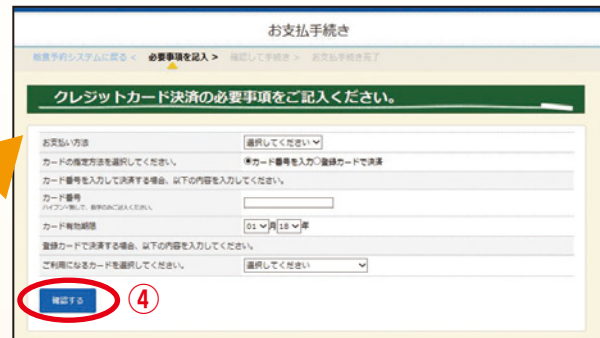 お支払手続き
給食予約システムに戻る < 必要事項を記入 > 確認して手続き > お支払手続き完了
クレジットカード決済の必要事項をご記入ください。
お支払い方法 選択してください
カードの指定方法を選択してください。 カード番号を入力 登録カードで決済
カード番号を入力して決済する場合、以下の内容を入力してください。
カード番号
ハイフン無しで、数字のみご記入ください。
カード有効期限 01 月 18 年
登録カードで決済する場合、以下の内容を入力してください。
ご利用になるカードを選択してください。 選択してください
確認する ④